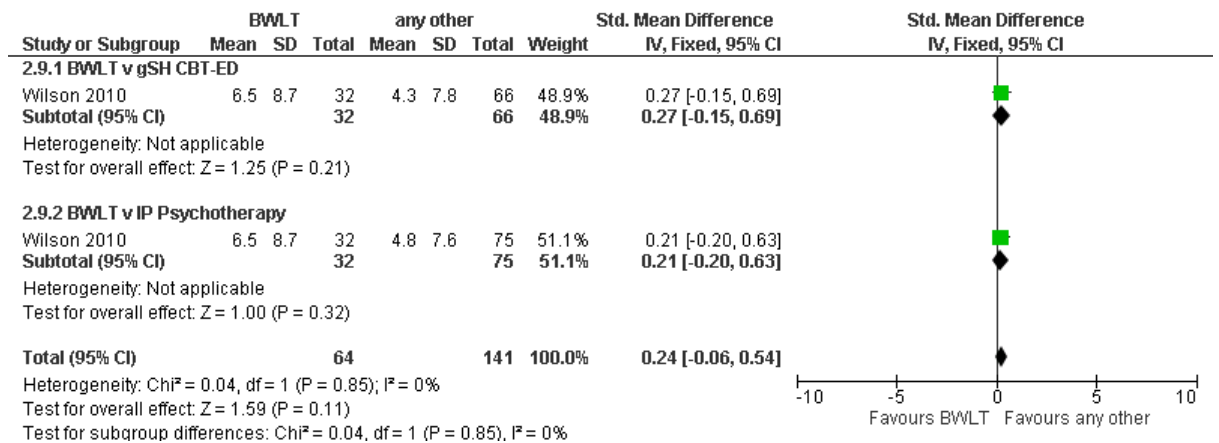 BWLT any other Std. Mean Difference Std. Mean Difference
Study or Subgroup Mean SD Total Mean SD Total Weight IV, Fixed, 95% CI IV, Fixed, 95% CI
2.9.1 BWLT v gSH CBT-ED
Wilson 2010 6.5 8.7 32 4.3 7.8 66 48.9% 0.27 [-0.15, 0.69]
Subtotal (95% CI) 32 66 48.9% 0.27 [-0.15, 0.69]
Heterogeneity: Not applicable
Test for overall effect: Z = 1.25 (P = 0.21)
2.9.2 BWLT v IP Psychotherapy
Wilson 2010 6.5 8.7 32 4.8 7.6 75 51.1% 0.21 [-0.20, 0.63]
Subtotal (95% CI) 32 75 51.1% 0.21 [-0.20, 0.63]
Heterogeneity: Not applicable
Test for overall effect: Z = 1.00 (P = 0.32)
Total (95% CI) 64 141 100.0% 0.24 [-0.06, 0.54]
Heterogeneity: Chi² = 0.04, df = 1 (P = 0.85); I² = 0%
Test for overall effect: Z = 1.59 (P = 0.11)
Test for subgroup differences: Chi² = 0.04, df = 1 (P = 0.85), I² = 0%
-10 -5 0 5 10
Favours BWLT Favours any other